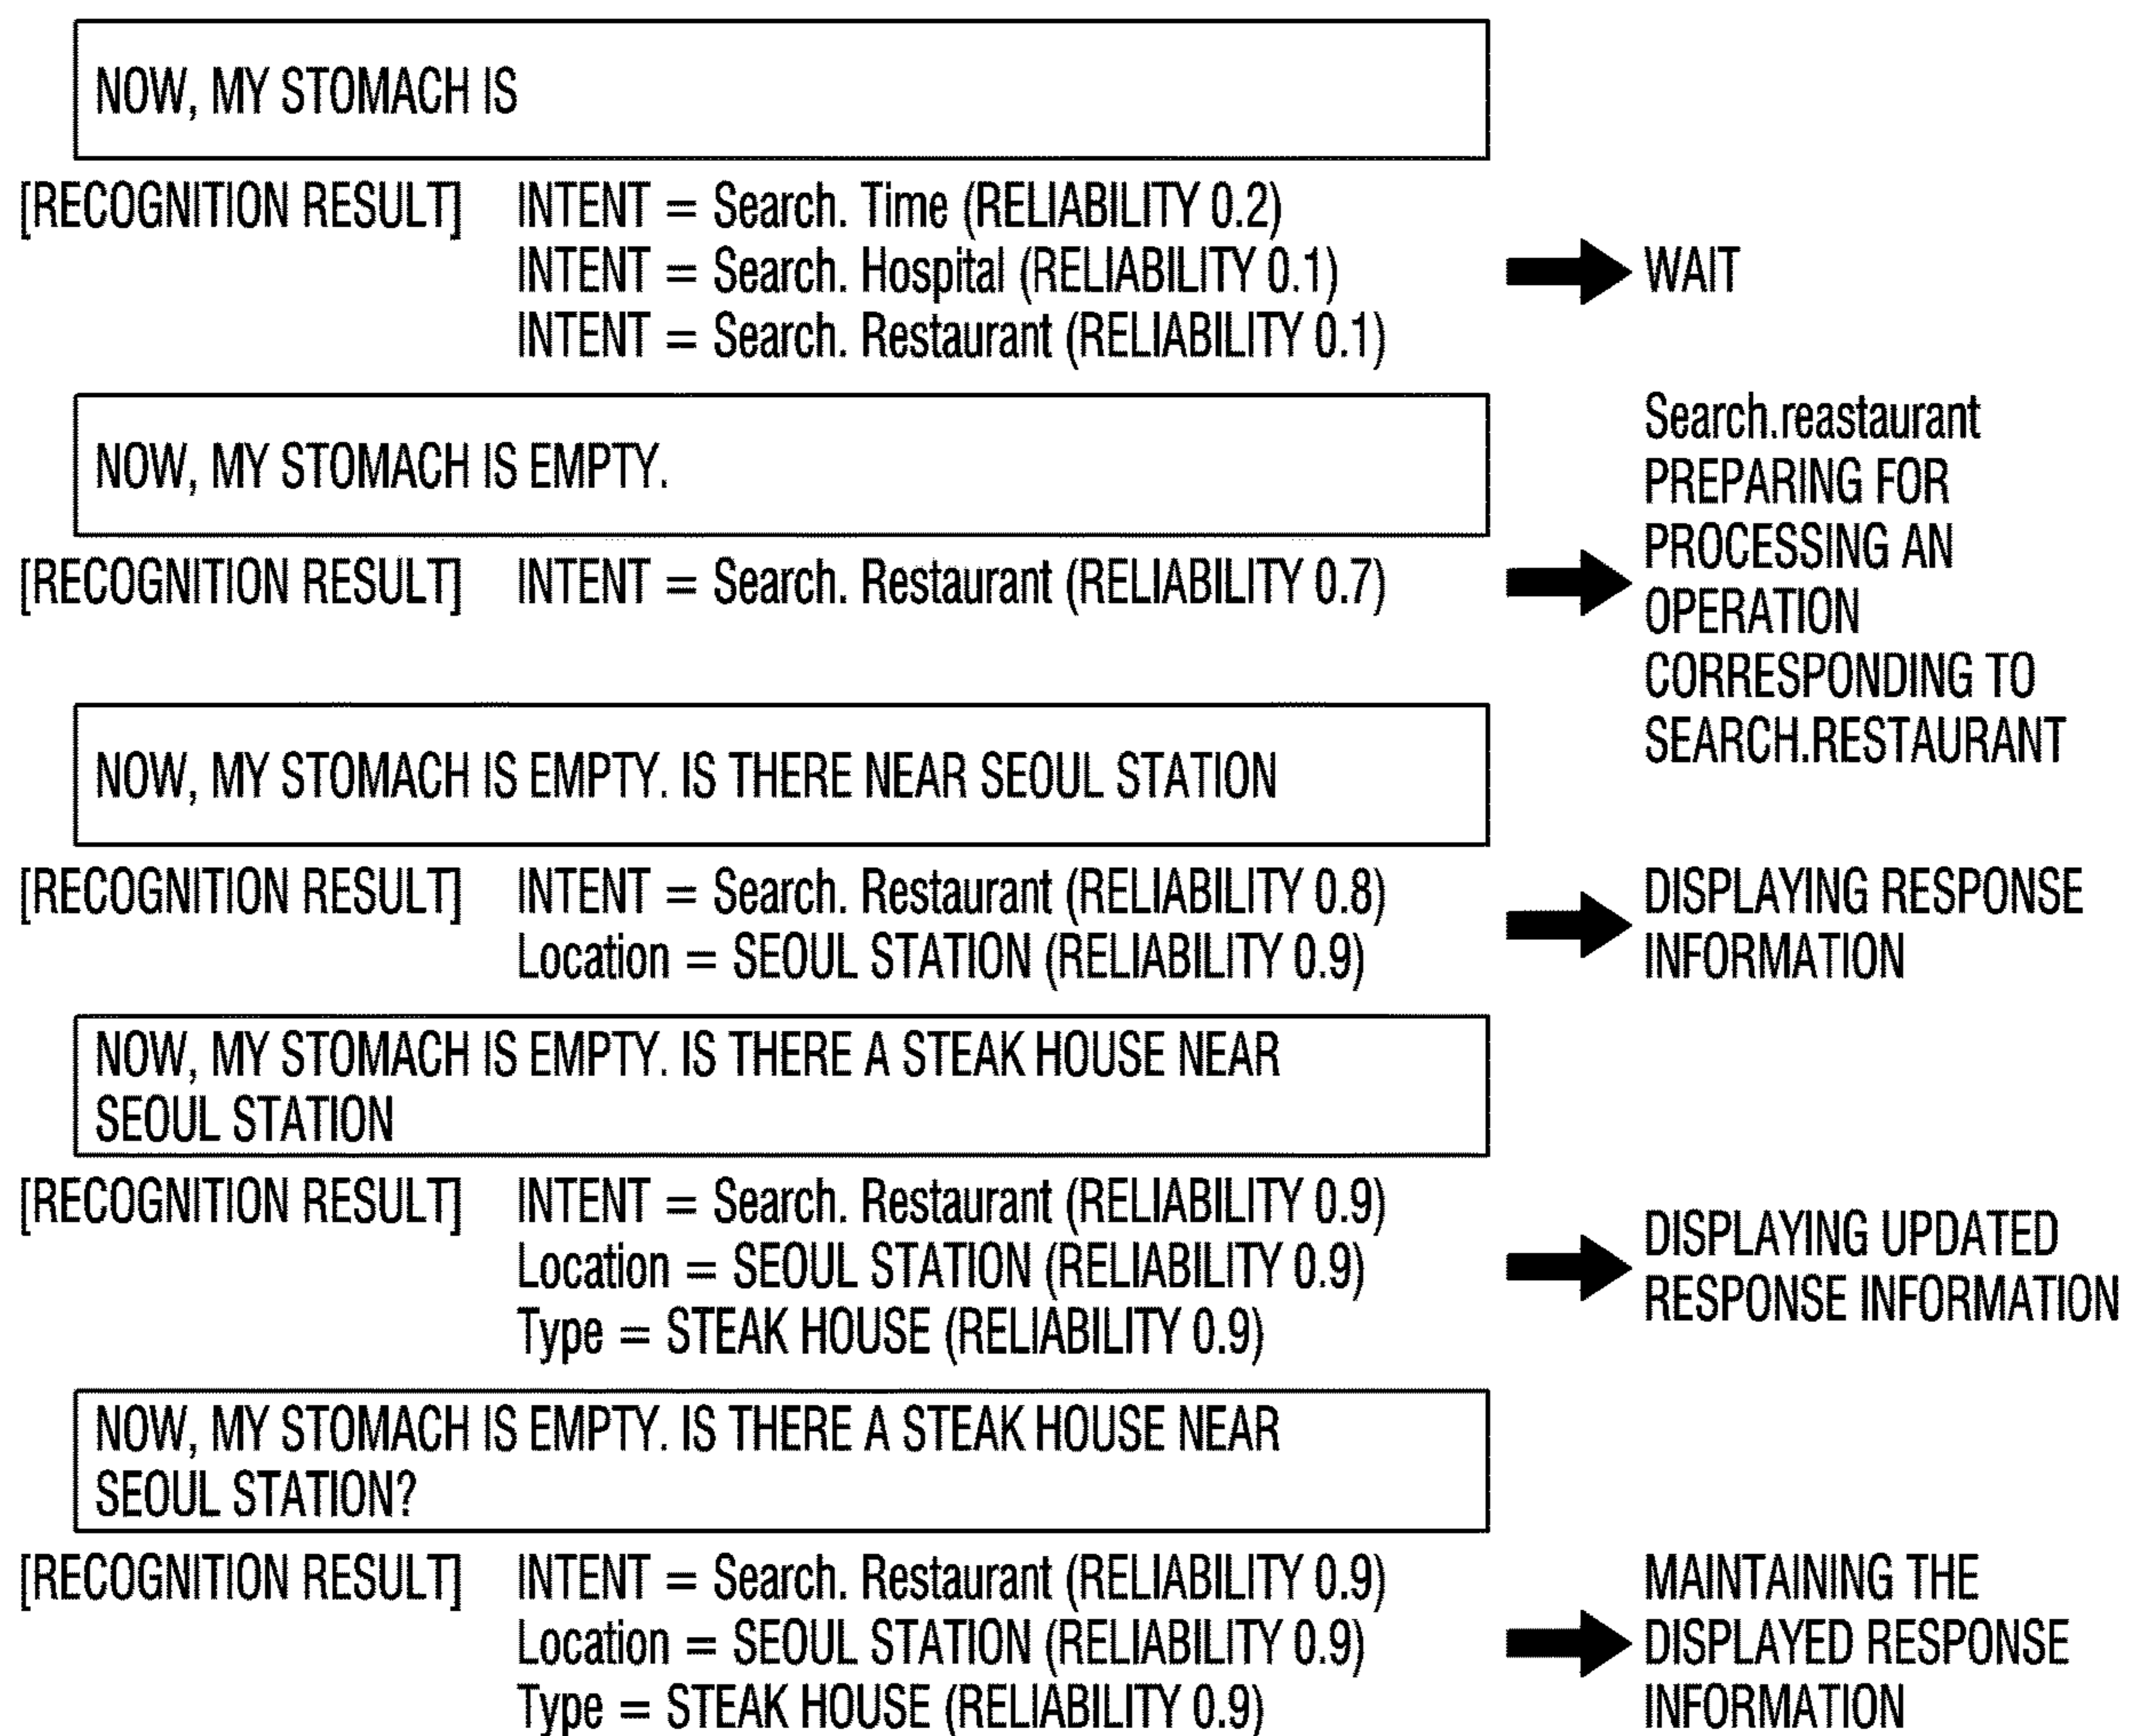 NOW, MY STOMACH IS
[RECOGNITION RESULT] INTENT = Search. Time (RELIABILITY 0.2)
INTENT = Search. Hospital (RELIABILITY 0.1)
INTENT = Search. Restaurant (RELIABILITY 0.1)
WAIT
NOW, MY STOMACH IS EMPTY.
[RECOGNITION RESULT] INTENT = Search. Restaurant (RELIABILITY 0.7)
Search.reastaurant
PREPARING FOR
PROCESSING AN
OPERATION
CORRESPONDING TO
SEARCH.RESTAURANT
NOW, MY STOMACH IS EMPTY. IS THERE NEAR SEOUL STATION
[RECOGNITION RESULT] INTENT = Search. Restaurant (RELIABILITY 0.8)
Location = SEOUL STATION (RELIABILITY 0.9)
DISPLAYING RESPONSE
INFORMATION
NOW, MY STOMACH IS EMPTY. IS THERE A STEAK HOUSE NEAR
SEOUL STATION
[RECOGNITION RESULT] INTENT = Search. Restaurant (RELIABILITY 0.9)
Location = SEOUL STATION (RELIABILITY 0.9)
Type = STEAK HOUSE (RELIABILITY 0.9)
DISPLAYING UPDATED
RESPONSE INFORMATION
NOW, MY STOMACH IS EMPTY. IS THERE A STEAK HOUSE NEAR
SEOUL STATION?
[RECOGNITION RESULT] INTENT = Search. Restaurant (RELIABILITY 0.9)
Location = SEOUL STATION (RELIABILITY 0.9)
Type = STEAK HOUSE (RELIABILITY 0.9)
MAINTAINING THE
DISPLAYED RESPONSE
INFORMATION